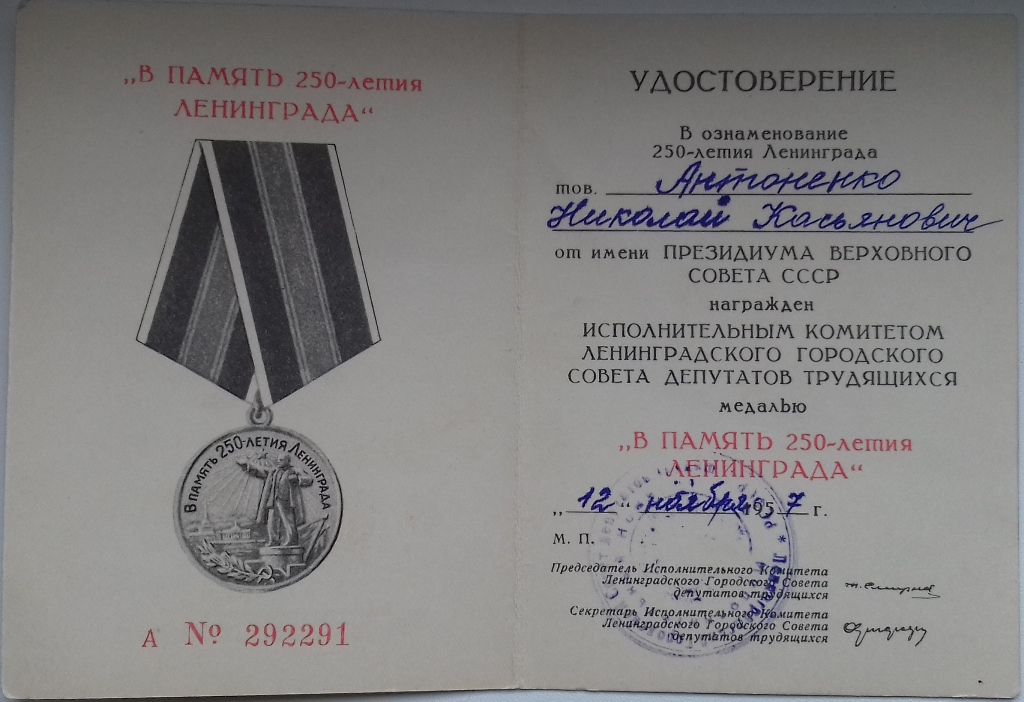 „В ПАМЯТЬ 250-летия
ЛЕНИНГРАДА“
В ПАМЯТЬ 250-ЛЕТИЯ ЛЕНИНГРАДА
А № 292291
УДОСТОВЕРЕНИЕ
В ознаменование
250-летия Ленинграда
тов. Антоненко
Николай Касьянович
от имени ПРЕЗИДИУМА ВЕРХОВНОГО
СОВЕТА СССР
награжден
ИСПОЛНИТЕЛЬНЫМ КОМИТЕТОМ
ЛЕНИНГРАДСКОГО ГОРОДСКОГО
СОВЕТА ДЕПУТАТОВ ТРУДЯЩИХСЯ
медалью
„В ПАМЯТЬ 250-летия
ЛЕНИНГРАДА“
„12“ ноября 1957 г.
М. П.
Председатель Исполнительного Комитета
Ленинградского Городского Совета
депутатов трудящихся
Секретарь Исполнительного Комитета
Ленинградского Городского Совета
депутатов трудящихся